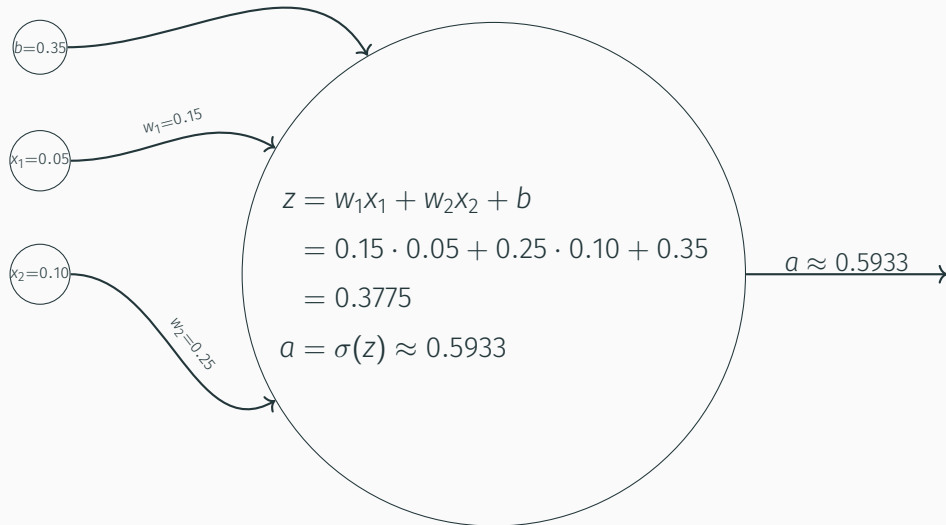 b=0.35
w₁=0.15
x₁=0.05
z = w₁x₁ + w₂x₂ + b
= 0.15 · 0.05 + 0.25 · 0.10 + 0.35
a ≈ 0.5933
x₂=0.10
= 0.3775
w₂=0.25
a = σ(z) ≈ 0.5933